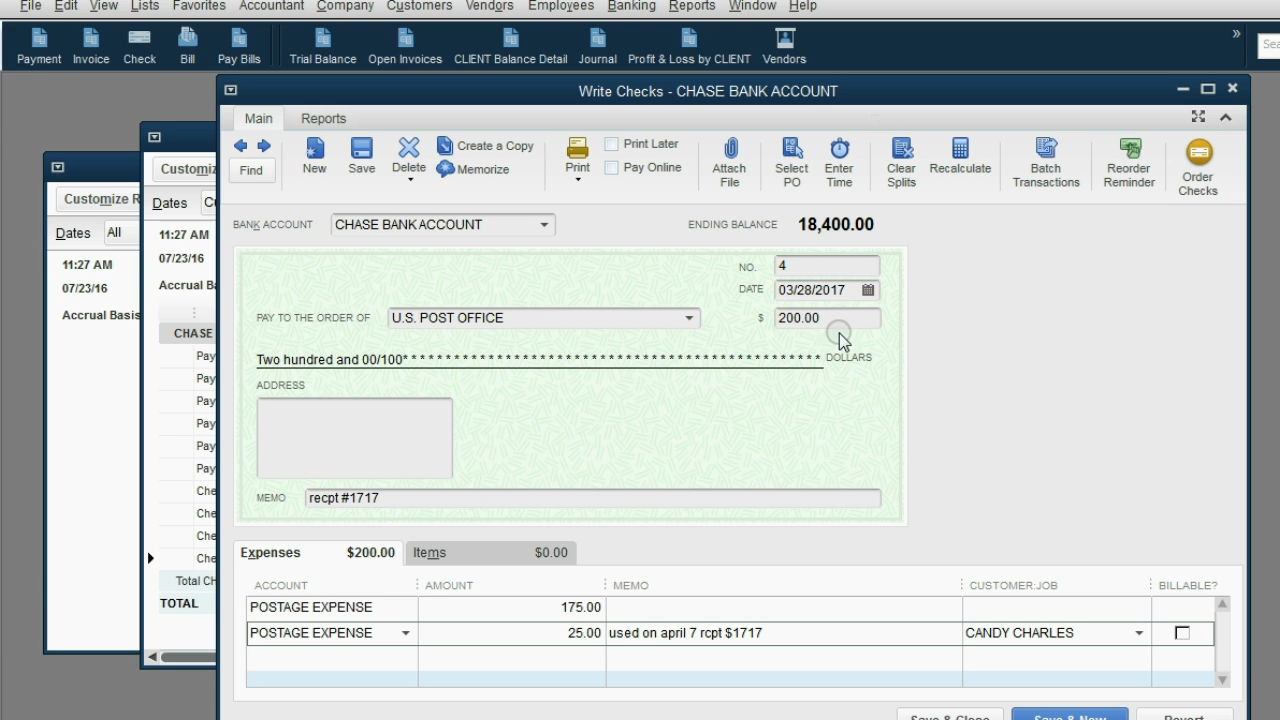 File Edit View Lists Favorites Accountant Company Customers Vendors Employees Banking Reports Window Help
Payment Invoice Check Bill Pay Bills Trial Balance Open Invoices CLIENT Balance Detail Journal Profit & Loss by CLIENT Vendors » Sea
Write Checks - CHASE BANK ACCOUNT
Main Reports
Find New Save Delete Create a Copy Memorize Print Print Later Pay Online Attach File Select PO Enter Time Clear Splits Recalculate Batch Transactions Reorder Reminder Order Checks
Customize R
Dates All
11:27 AM
07/23/16
Accrual Basis
Customiz
Dates
11:27 AM
07/23/16
Accrual Ba
CHASE
Pay
Pay
Pay
Pay
Pay
Pay
Che
Che
Che
Che
Total CH
TOTAL
BANK ACCOUNT CHASE BANK ACCOUNT ENDING BALANCE 18,400.00
NO. 4
DATE 03/28/2017
PAY TO THE ORDER OF U.S. POST OFFICE $ 200.00
Two hundred and 00/100* * * * * * * * * * * * * * * * * * * * * * * * * * * * * * * * * * * * * * * * * * * * * * * * * DOLLARS
ADDRESS
MEMO recpt #1717
Expenses $200.00 Items $0.00
ACCOUNT AMOUNT MEMO CUSTOMER:JOB BILLABLE?
POSTAGE EXPENSE 175.00
POSTAGE EXPENSE 25.00 used on april 7 rcpt $1717 CANDY CHARLES
Save & Close Save & New Revert